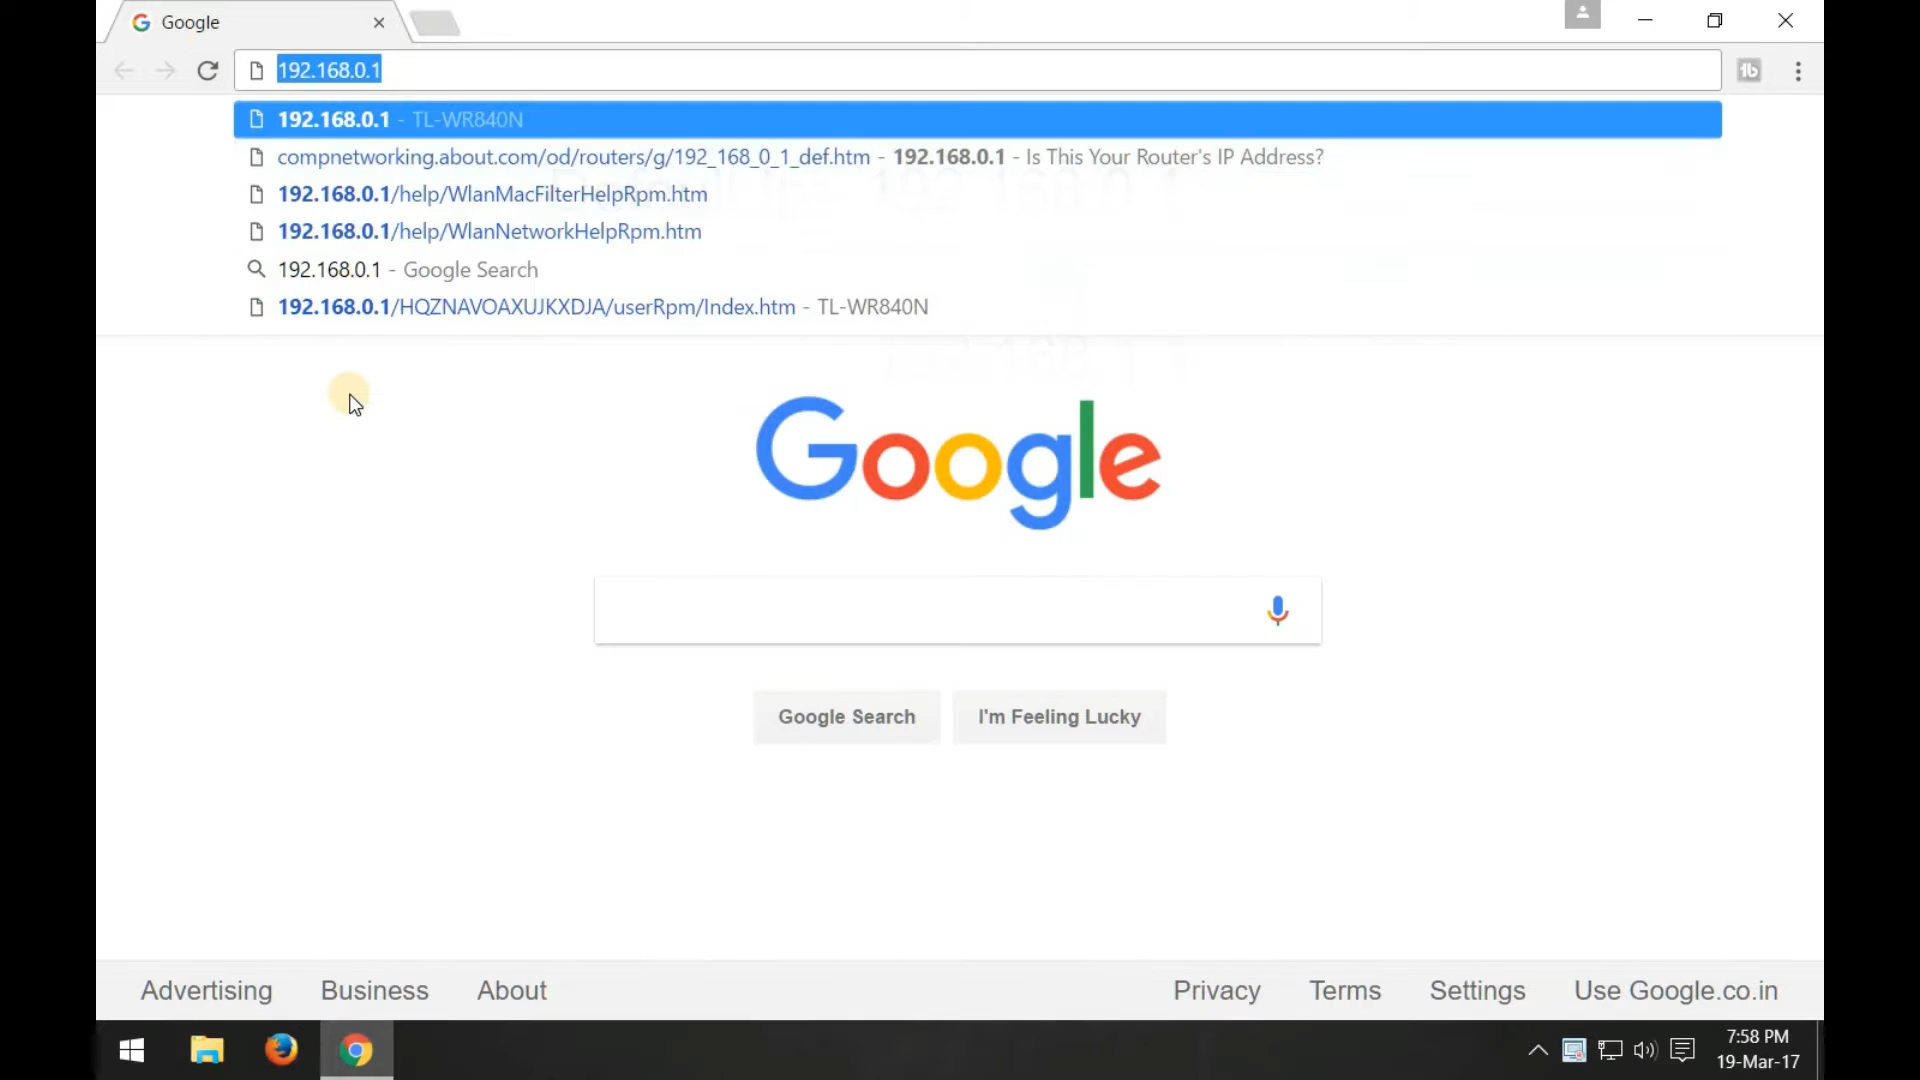 Google
192.168.0.1
192.168.0.1 - TL-WR840N
compnetworking.about.com/od/routers/g/192_168_0_1_def.htm - 192.168.0.1 - Is This Your Router's IP Address?
192.168.0.1/help/WlanMacFilterHelpRpm.htm
192.168.0.1/help/WlanNetworkHelpRpm.htm
192.168.0.1 - Google Search
192.168.0.1/HQZNAVOAXUJKXDJA/userRpm/Index.htm - TL-WR840N
Google
Google Search
I'm Feeling Lucky
Advertising
Business
About
Privacy
Terms
Settings
Use Google.co.in
7:58 PM
19-Mar-17